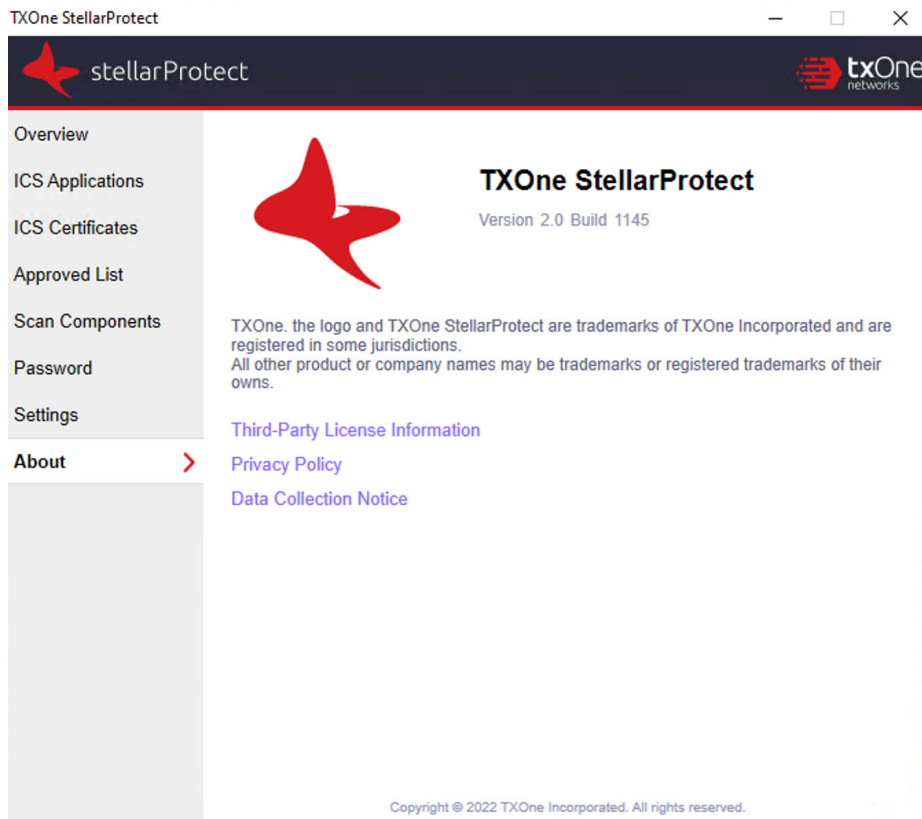 TXOne StellarProtect
stellarProtect
txOne
networks
Overview
ICS Applications
ICS Certificates
Approved List
Scan Components
Password
Settings
About
TXOne StellarProtect
Version 2.0 Build 1145
TXOne. the logo and TXOne StellarProtect are trademarks of TXOne Incorporated and are
registered in some jurisdictions.
All other product or company names may be trademarks or registered trademarks of their
owns.
Third-Party License Information
Privacy Policy
Data Collection Notice
Copyright © 2022 TXOne Incorporated. All rights reserved.